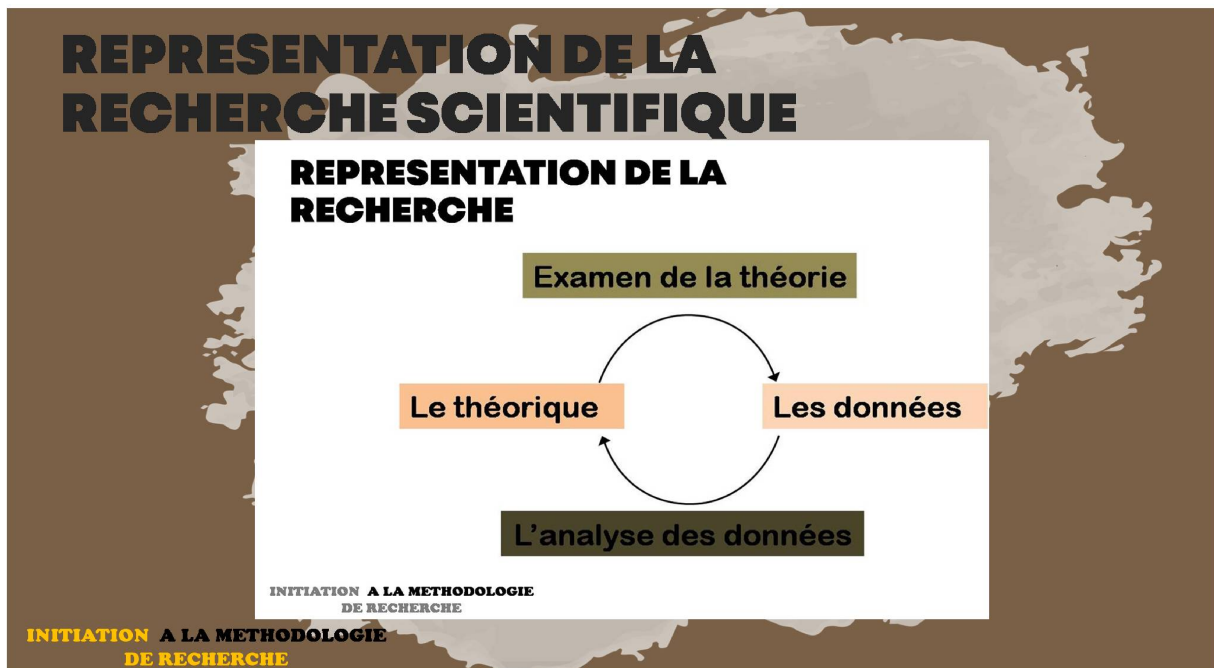 REPRESENTATION DE LA
RECHERCHE SCIENTIFIQUE
REPRESENTATION DE LA
RECHERCHE
Examen de la théorie
Le théorique
Les données
L'analyse des données
INITIATION A LA METHODOLOGIE
DE RECHERCHE
INITIATION A LA METHODOLOGIE
DE RECHERCHE